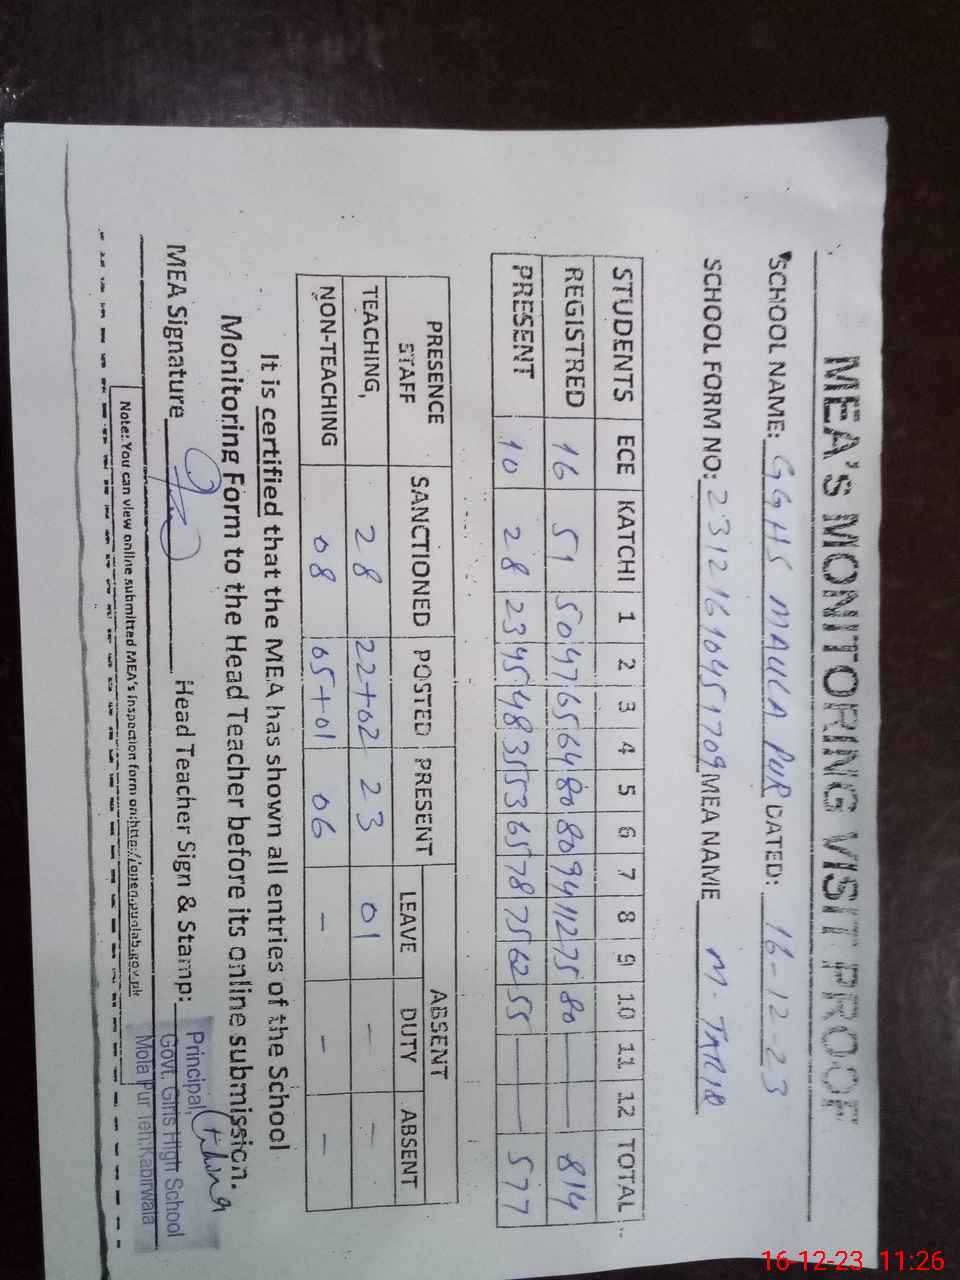 MEA'S MONITORING VISIT PROOF
SCHOOL NAME: GGHS MAULA PUR DATED: 16-12-23
SCHOOL FORM NO: MEA NAME M. TARIQ
STUDENTS ECE KATCHI 1 2 3 4 5 6 7 8 9 10 11 12 TOTAL
REGISTRED 16 51 50 47 65 64 80 80 94 112 75 80 — — 814
PRESENT 10 28 23 45 48 35 53 65 78 75 62 55 — — 577
PRESENCE STAFF SANCTIONED POSTED PRESENT ABSENT
LEAVE DUTY ABSENT
TEACHING, 28 22+02 23 01 - -
NON-TEACHING 08 05+01 06 - - -
It is certified that the MEA has shown all entries of the School
Monitoring Form to the Head Teacher before its online submission.
MEA Signature Head Teacher Sign & Stamp:
Principal,
Govt. Girls High School
Mola Pur Teh:Kabirwala
Note: You can view online submitted MEA's inspection form on:http://open.punjab.gov.pk
16-12-23 11:26